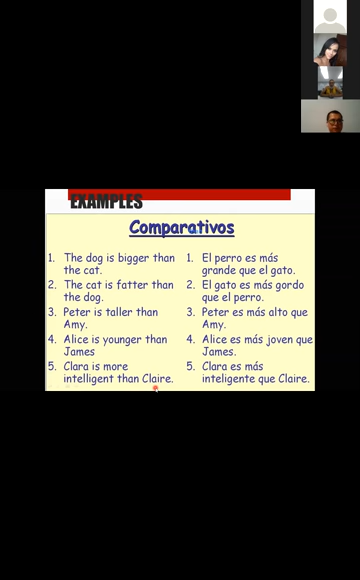 EXAMPLES
Comparativos
1. The dog is bigger than
the cat.
2. The cat is fatter than
the dog.
3. Peter is taller than
Amy.
4. Alice is younger than
James
5. Clara is more
intelligent than Claire.
1. El perro es más
grande que el gato.
2. El gato es más gordo
que el perro.
3. Peter es más alto que
Amy.
4. Alice es más joven que
James.
5. Clara es más
inteligente que Claire.